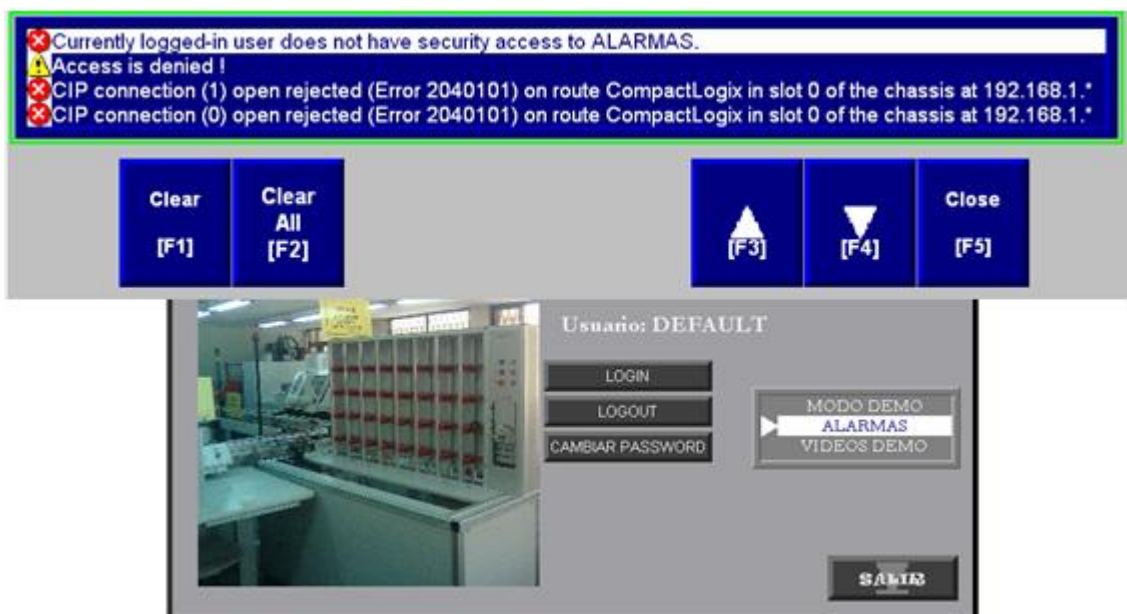 Currently logged-in user does not have security access to ALARMAS.
Access is denied !
CIP connection (1) open rejected (Error 2040101) on route CompactLogix in slot 0 of the chassis at 192.168.1.*
CIP connection (0) open rejected (Error 2040101) on route CompactLogix in slot 0 of the chassis at 192.168.1.*
Clear
[F1]
Clear
All
[F2]
[F3]
[F4]
Close
[F5]
Usuario: DEFAULT
LOGIN
LOGOUT
CAMBIAR PASSWORD
MODO DEMO
ALARMAS
VIDEOS DEMO
SALIR